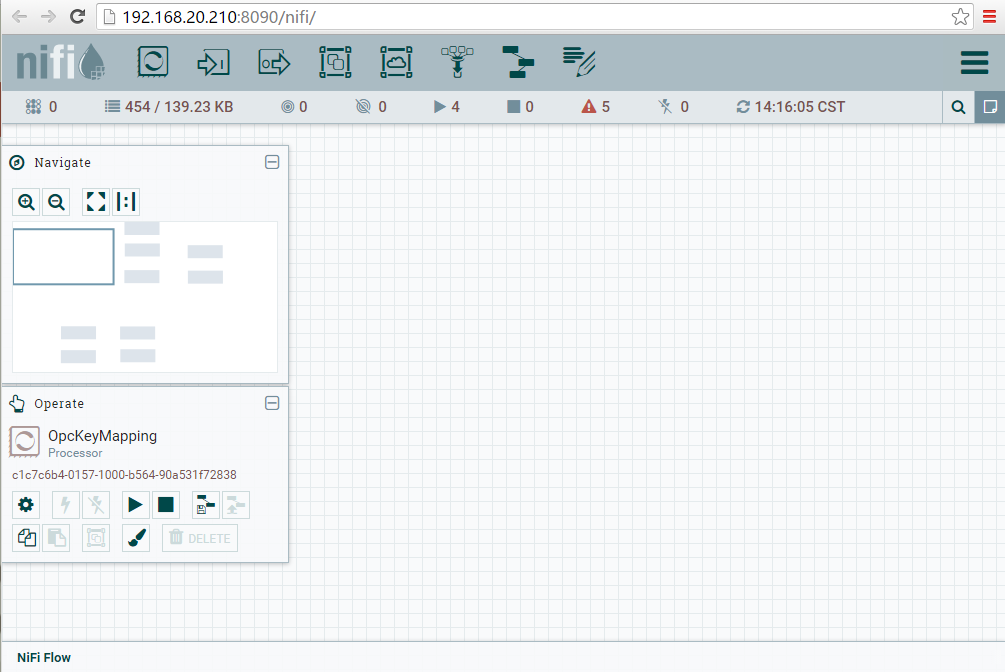 192.168.20.210:8090/nifi/
nifi
0 454 / 139.23 KB 0 0 4 0 5 0 14:16:05 CST
Navigate
Operate
OpcKeyMapping
Processor
c1c7c6b4-0157-1000-b564-90a531f72838
DELETE
NiFi Flow